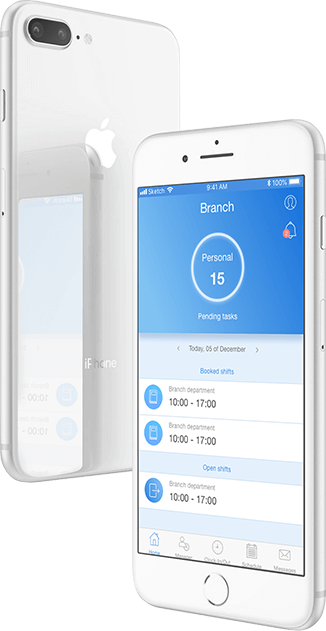 Sketch 9:41 AM 100%
Branch
2
Personal
15
Pending tasks
Today, 05 of December
Booked shifts
Branch department
10:00 - 17:00
Branch department
10:00 - 17:00
Open shifts
Branch department
10:00 - 17:00
Home Manager Clock In/Out Schedule Messages
iPhone